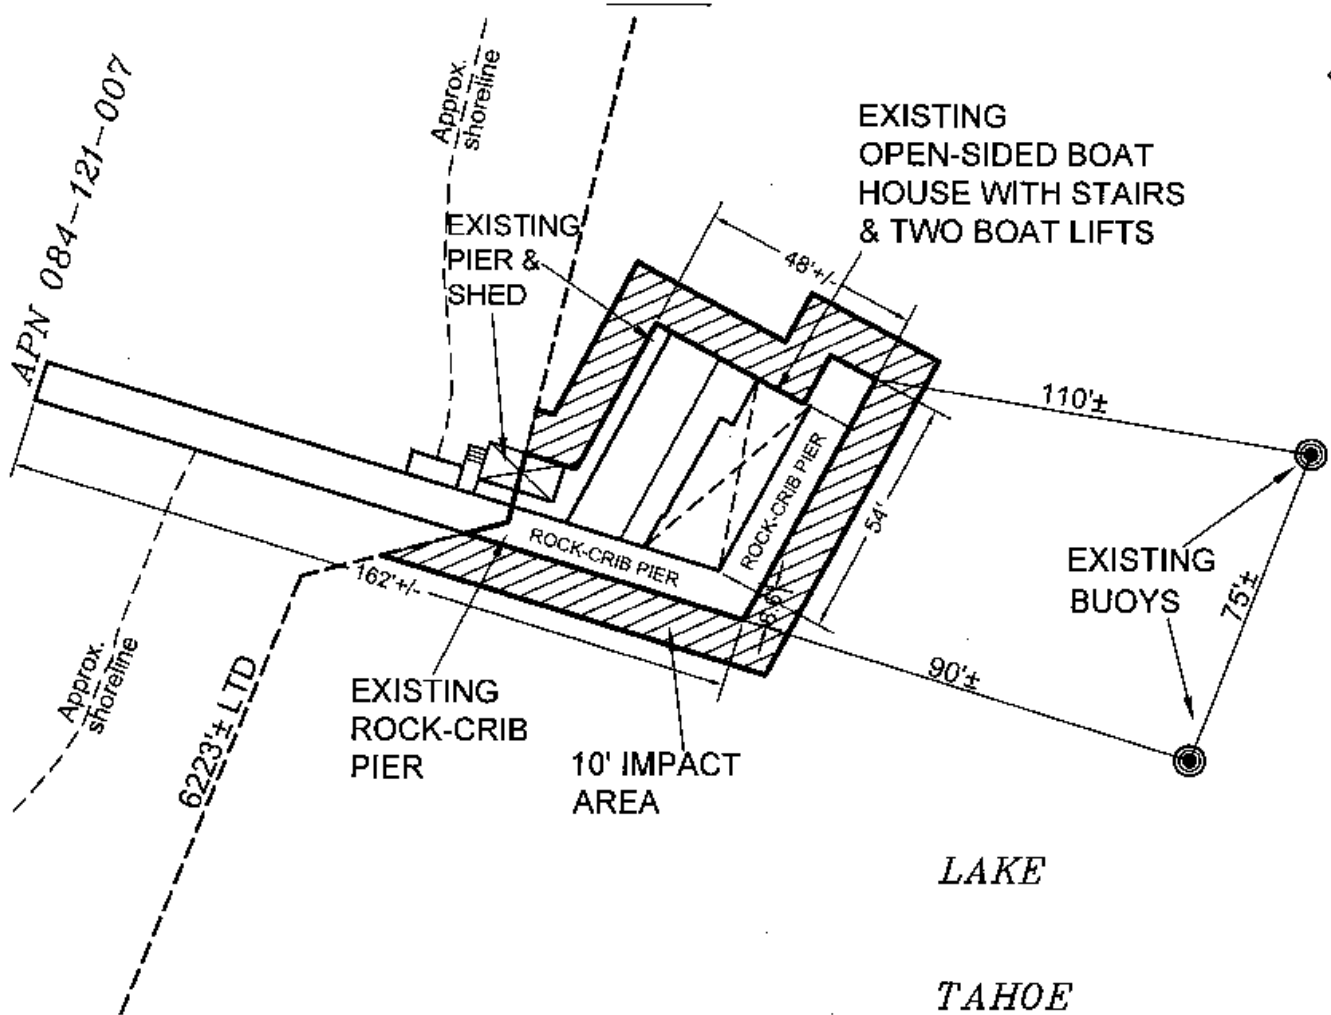 APN 084-121-007
Approx.
shoreline
EXISTING
OPEN-SIDED BOAT
HOUSE WITH STAIRS
& TWO BOAT LIFTS
EXISTING
PIER &
SHED
48'+/-
110'±
ROCK-CRIB PIER
54'
ROCK-CRIB PIER
162'+/-
EXISTING
BUOYS
75'±
90'±
Approx.
shoreline
6223'± LTD
EXISTING
ROCK-CRIB
PIER
10' IMPACT
AREA
LAKE
TAHOE